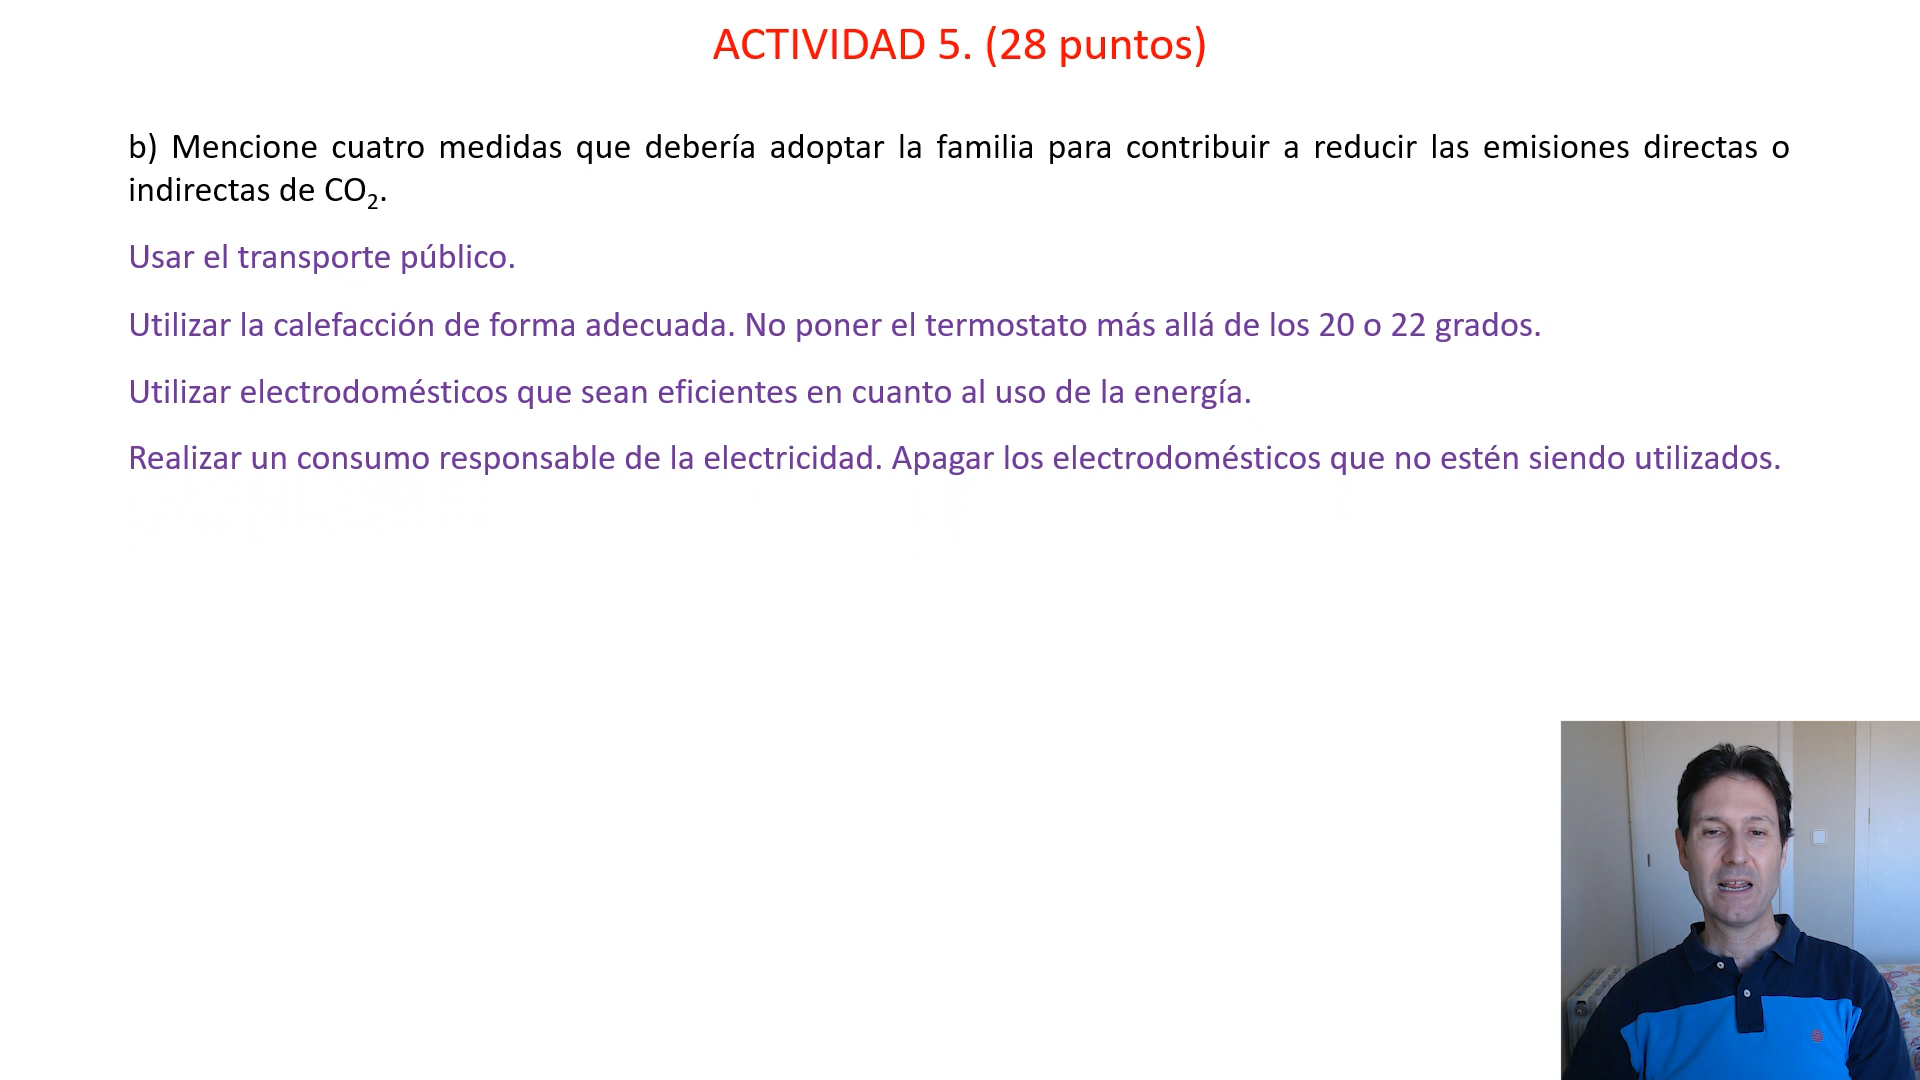 ACTIVIDAD 5. (28 puntos)
b) Mencione cuatro medidas que debería adoptar la familia para contribuir a reducir las emisiones directas o
indirectas de CO₂.
Usar el transporte público.
Utilizar la calefacción de forma adecuada. No poner el termostato más allá de los 20 o 22 grados.
Utilizar electrodomésticos que sean eficientes en cuanto al uso de la energía.
Realizar un consumo responsable de la electricidad. Apagar los electrodomésticos que no estén siendo utilizados.